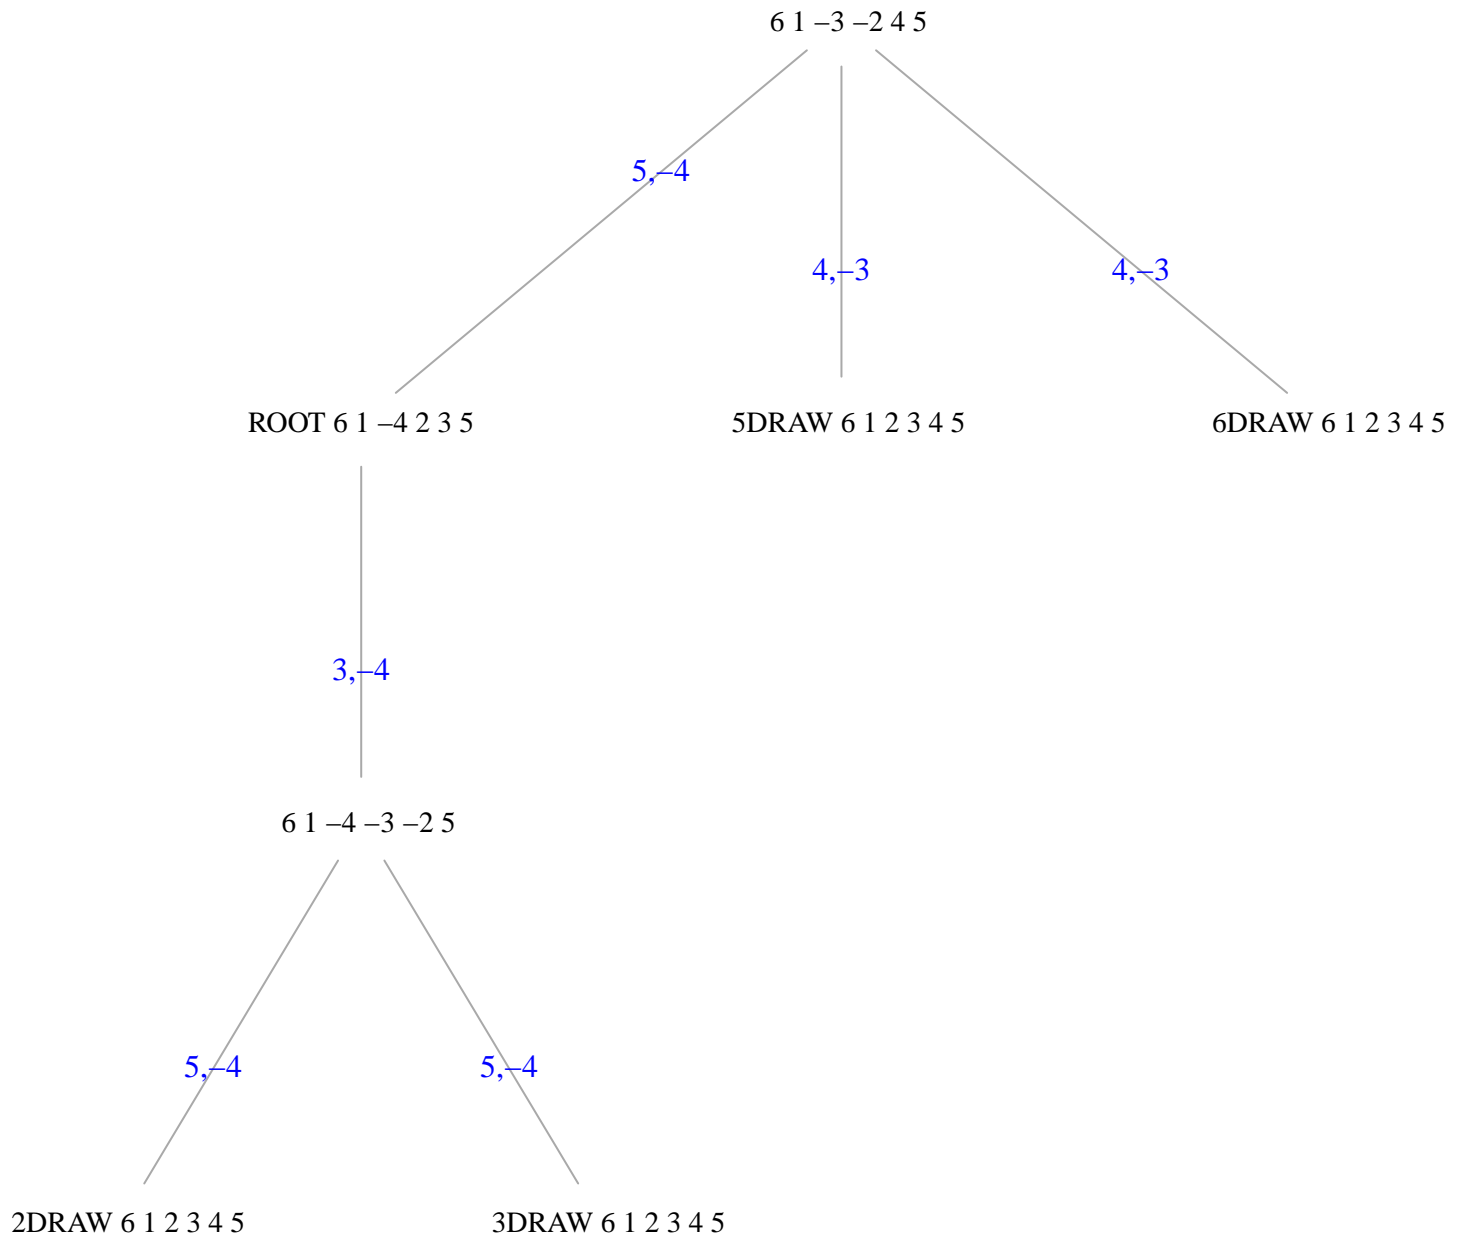 6 1 –3 –2 4 5
5,–4
4,–3
4,–3
ROOT 6 1 –4 2 3 5
5DRAW 6 1 2 3 4 5
6DRAW 6 1 2 3 4 5
3,–4
6 1 –4 –3 –2 5
5,–4
5,–4
2DRAW 6 1 2 3 4 5
3DRAW 6 1 2 3 4 5